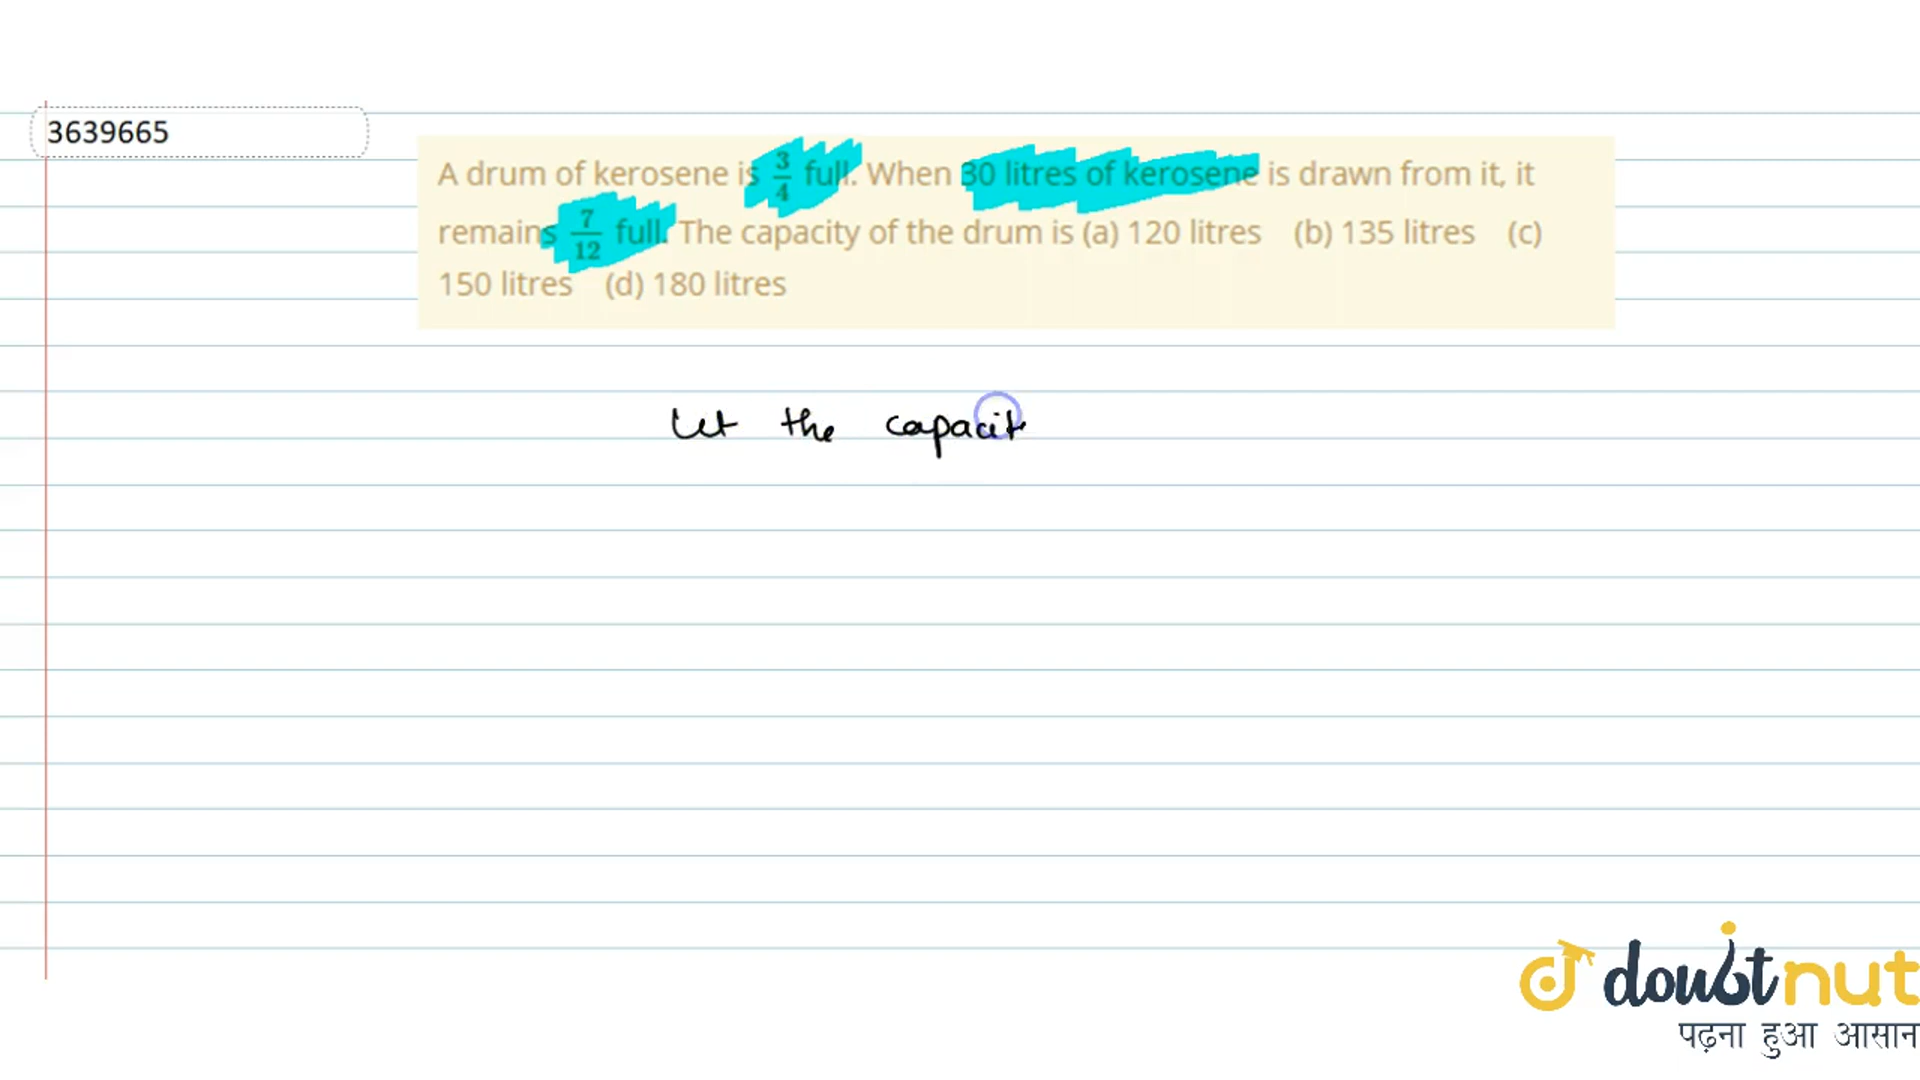 3639665
A drum of kerosene is 3/4 full. When 30 litres of kerosene is drawn from it, it
remains 7/12 full. The capacity of the drum is (a) 120 litres (b) 135 litres (c)
150 litres (d) 180 litres
Let the capacit
doubtnut
पढ़ना हुआ आसान